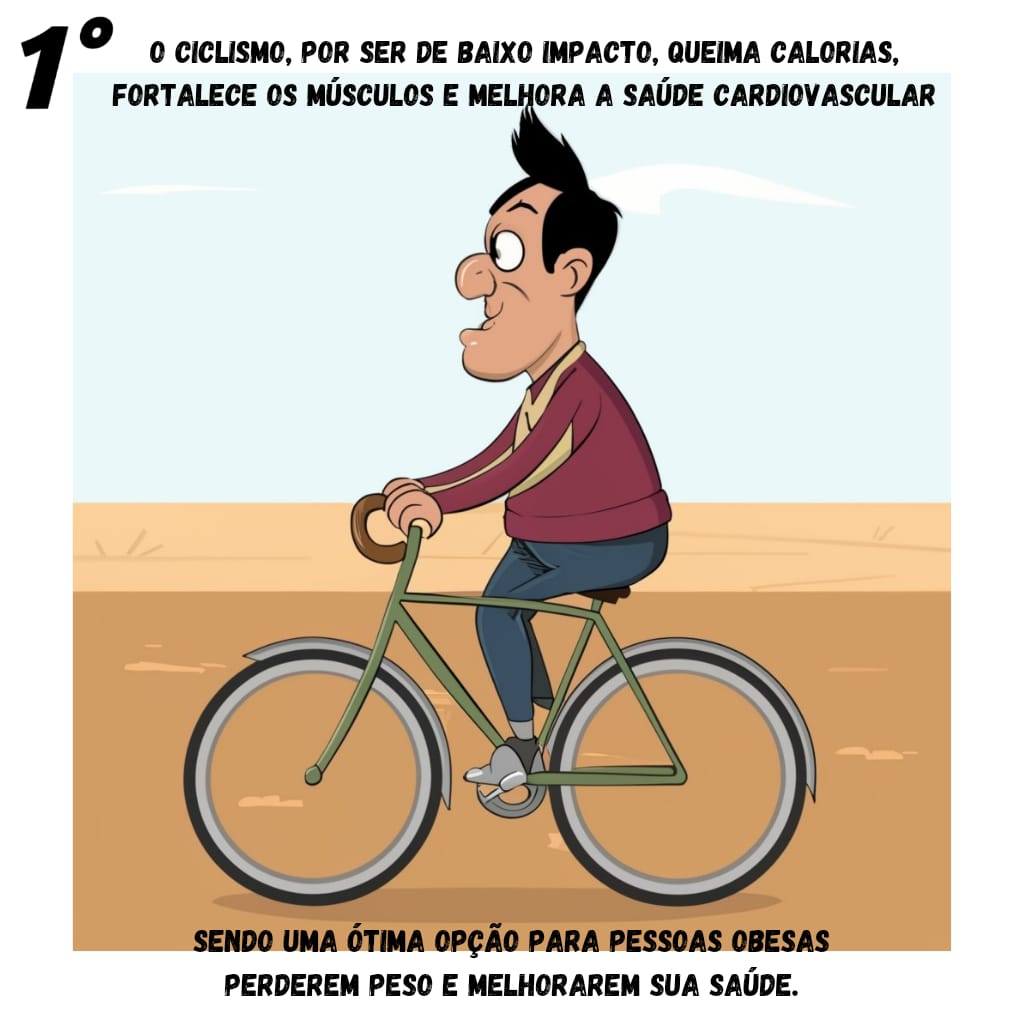 1º
O CICLISMO, POR SER DE BAIXO IMPACTO, QUEIMA CALORIAS,
FORTALECE OS MÚSCULOS E MELHORA A SAÚDE CARDIOVASCULAR
SENDO UMA ÓTIMA OPÇÃO PARA PESSOAS OBESAS
PERDEREM PESO E MELHORAREM SUA SAÚDE.